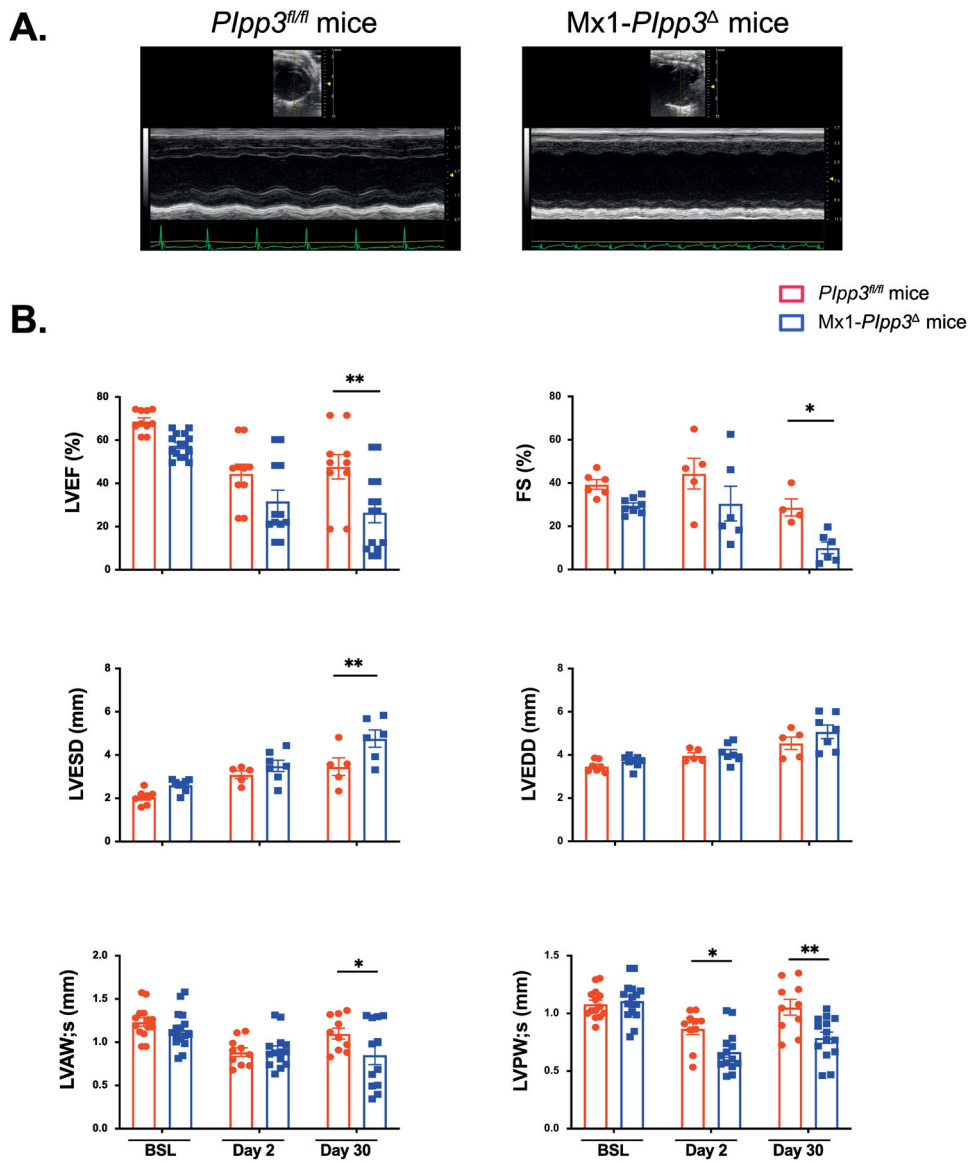 A.
Plpp3fl/fl mice
Mx1-Plpp3Δ mice
Plpp3fl/fl mice
Mx1-Plpp3Δ mice
B.
LVEF (%)
80
60
40
20
0
**
FS (%)
80
60
40
20
0
*
LVESD (mm)
8
6
4
2
0
**
LVEDD (mm)
8
6
4
2
0
LVAW;s (mm)
2.0
1.5
1.0
0.5
0.0
*
BSL
Day 2
Day 30
LVPW;s (mm)
1.5
1.0
0.5
0.0
*
**
BSL
Day 2
Day 30